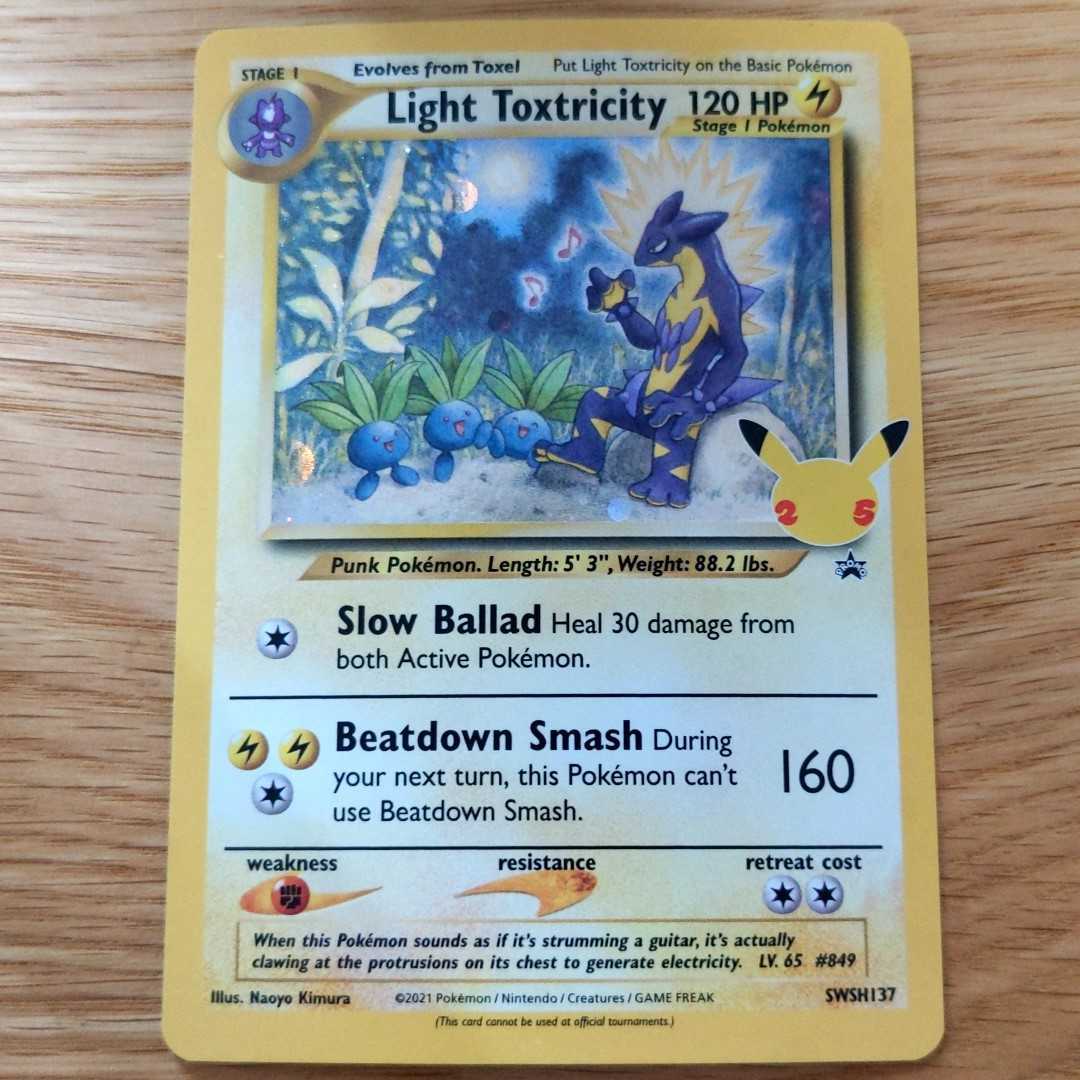 STAGE 1 Evolves from Toxel Put Light Toxtricity on the Basic Pokémon
Light Toxtricity 120 HP
Stage 1 Pokémon
2 5
PROMO
Punk Pokémon. Length: 5' 3", Weight: 88.2 lbs.
Slow Ballad Heal 30 damage from
both Active Pokémon.
Beatdown Smash During
your next turn, this Pokémon can't
use Beatdown Smash.
160
weakness resistance retreat cost
When this Pokémon sounds as if it's strumming a guitar, it's actually
clawing at the protrusions on its chest to generate electricity. LV. 65 #849
Illus. Naoyo Kimura ©2021 Pokémon / Nintendo / Creatures / GAME FREAK SWSH137
(This card cannot be used at official tournaments.)